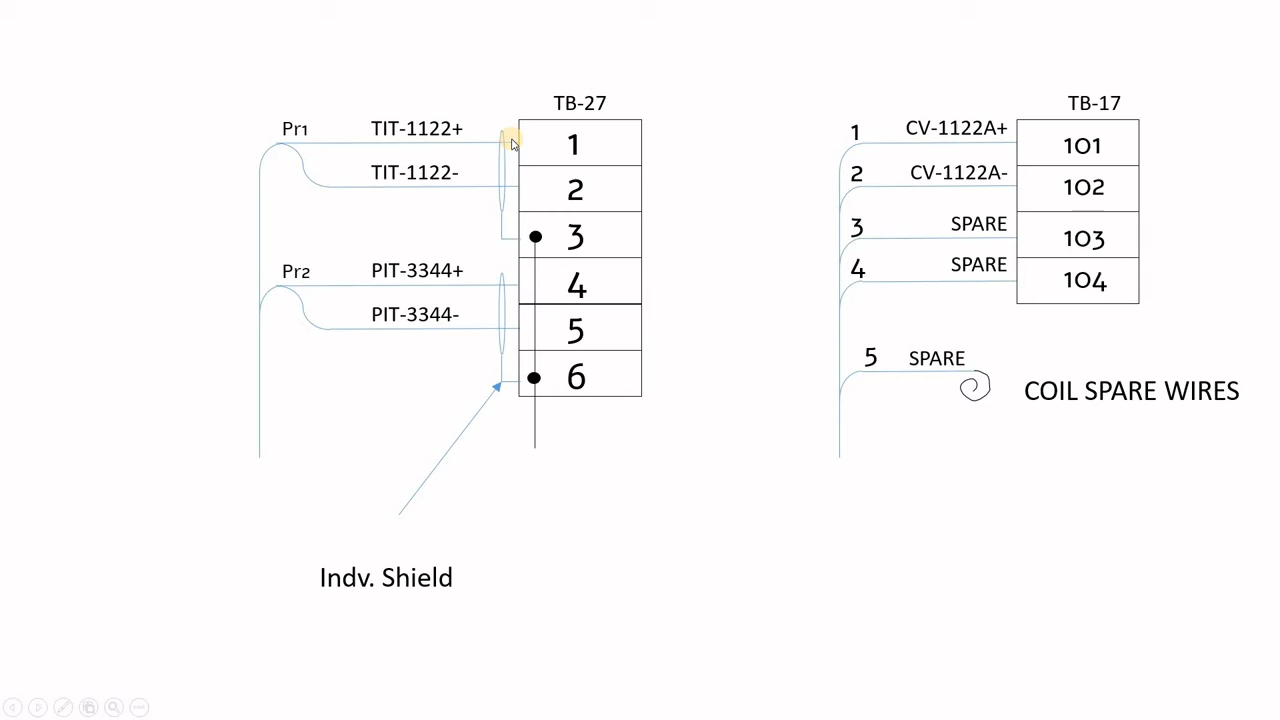 TB-27
Pr1
TIT-1122+
1
TIT-1122-
2
3
Pr2
PIT-3344+
4
PIT-3344-
5
6
Indv. Shield
TB-17
1
CV-1122A+
101
2
CV-1122A-
102
3
SPARE
103
4
SPARE
104
5
SPARE
COIL SPARE WIRES